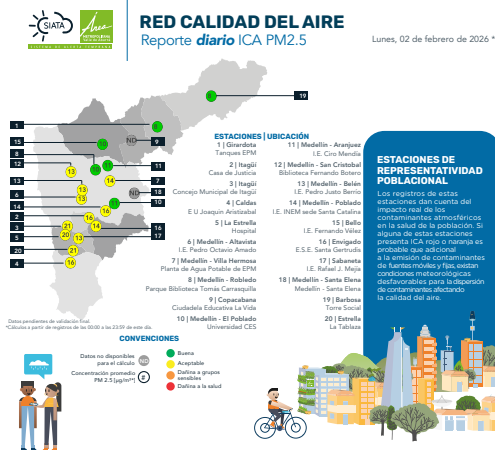 SIATA
SISTEMA DE ALERTA TEMPRANA
Área
METROPOLITANA
Valle de Aburrá
RED CALIDAD DEL AIRE
Reporte diario ICA PM2.5
Lunes, 02 de febrero de 2026 *
1
15
8
12
13
6
14
2
3
5
20
4
19
9
11
7
18
10
16
17
ND
ND
13
14
13
13
16
16
21
14
20
13
21
16
ESTACIONES | UBICACIÓN
1 | Girardota
Tanques EPM
2 | Itagüí
Casa de Justicia
3 | Itagüí
Concejo Municipal de Itagüí
4 | Caldas
E U Joaquin Aristizabal
5 | La Estrella
Hospital
6 | Medellín - Altavista
I.E. Pedro Octavio Amado
7 | Medellín - Villa Hermosa
Planta de Agua Potable de EPM
8 | Medellín - Robledo
Parque Biblioteca Tomás Carrasquilla
9 | Copacabana
Ciudadela Educativa La Vida
10 | Medellín - El Poblado
Universidad CES
11 | Medellín - Aranjuez
I.E. Ciro Mendía
12 | Medellín - San Cristobal
Biblioteca Fernando Botero
13 | Medellín - Belén
I.E. Pedro Justo Berrio
14 | Medellín - Poblado
I.E. INEM sede Santa Catalina
15 | Bello
I.E. Fernando Vélez
16 | Envigado
E.S.E. Santa Gertrudis
17 | Sabaneta
I.E. Rafael J. Mejía
18 | Medellín - Santa Elena
Medellín - Santa Elena
19 | Barbosa
Torre Social
20 | Estrella
La Tablaza
ESTACIONES DE
REPRESENTATIVIDAD
POBLACIONAL
Los registros de estas
estaciones dan cuenta del
impacto real de los
contaminantes atmosféricos
en la salud de la población. Si
alguna de estas estaciones
presenta ICA rojo o naranja es
probable que adicional
a la emisión de contaminantes
de fuentes móviles y fijas, existan
condiciones meteorológicas
desfavorables para la dispersión
de contaminantes afectando
la calidad del aire.
Datos pendientes de validación final.
*Cálculos a partir de registros de las 00:00 a las 23:59 de este día.
CONVENCIONES
Datos no disponibles
para el cálculo
ND
Concentración promedio
PM 2.5 [µg/m³]
#
Buena
Aceptable
Dañina a grupos
sensibles
Dañina a la salud